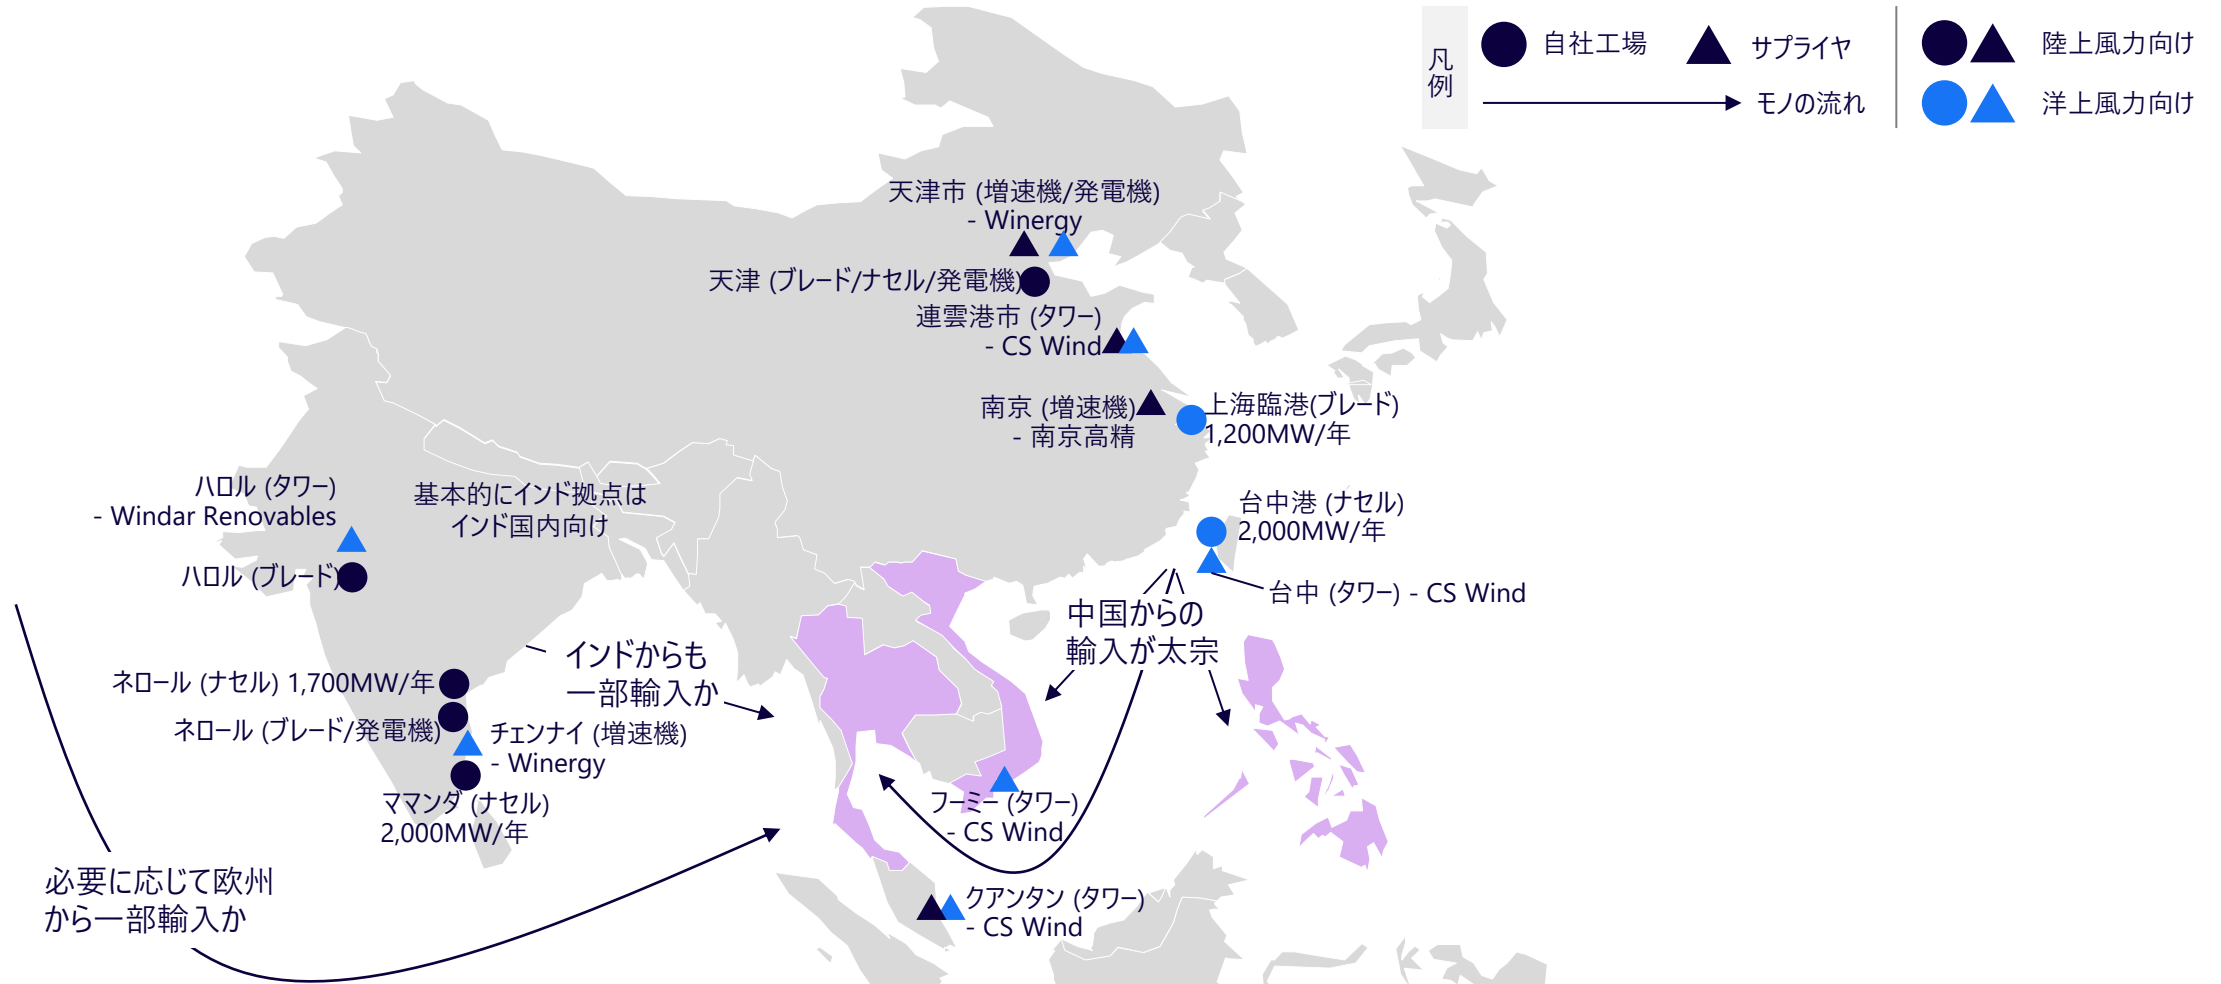 凡
例
自社工場
サプライヤ
モノの流れ
陸上風力向け
洋上風力向け
天津市 (増速機/発電機)
- Winergy
天津 (ブレード/ナセル/発電機)
連雲港市 (タワー)
- CS Wind
南京 (増速機)
- 南京高精
上海臨港(ブレード)
1,200MW/年
台中港 (ナセル)
2,000MW/年
台中 (タワー) - CS Wind
ハロル (タワー)
- Windar Renovables
基本的にインド拠点は
インド国内向け
ハロル (ブレード)
中国からの
輸入が太宗
インドからも
一部輸入か
ネロール (ナセル) 1,700MW/年
ネロール (ブレード/発電機)
チェンナイ (増速機)
- Winergy
ママンダ (ナセル)
2,000MW/年
フーミー (タワー)
- CS Wind
必要に応じて欧州
から一部輸入か
クアンタン (タワー)
- CS Wind